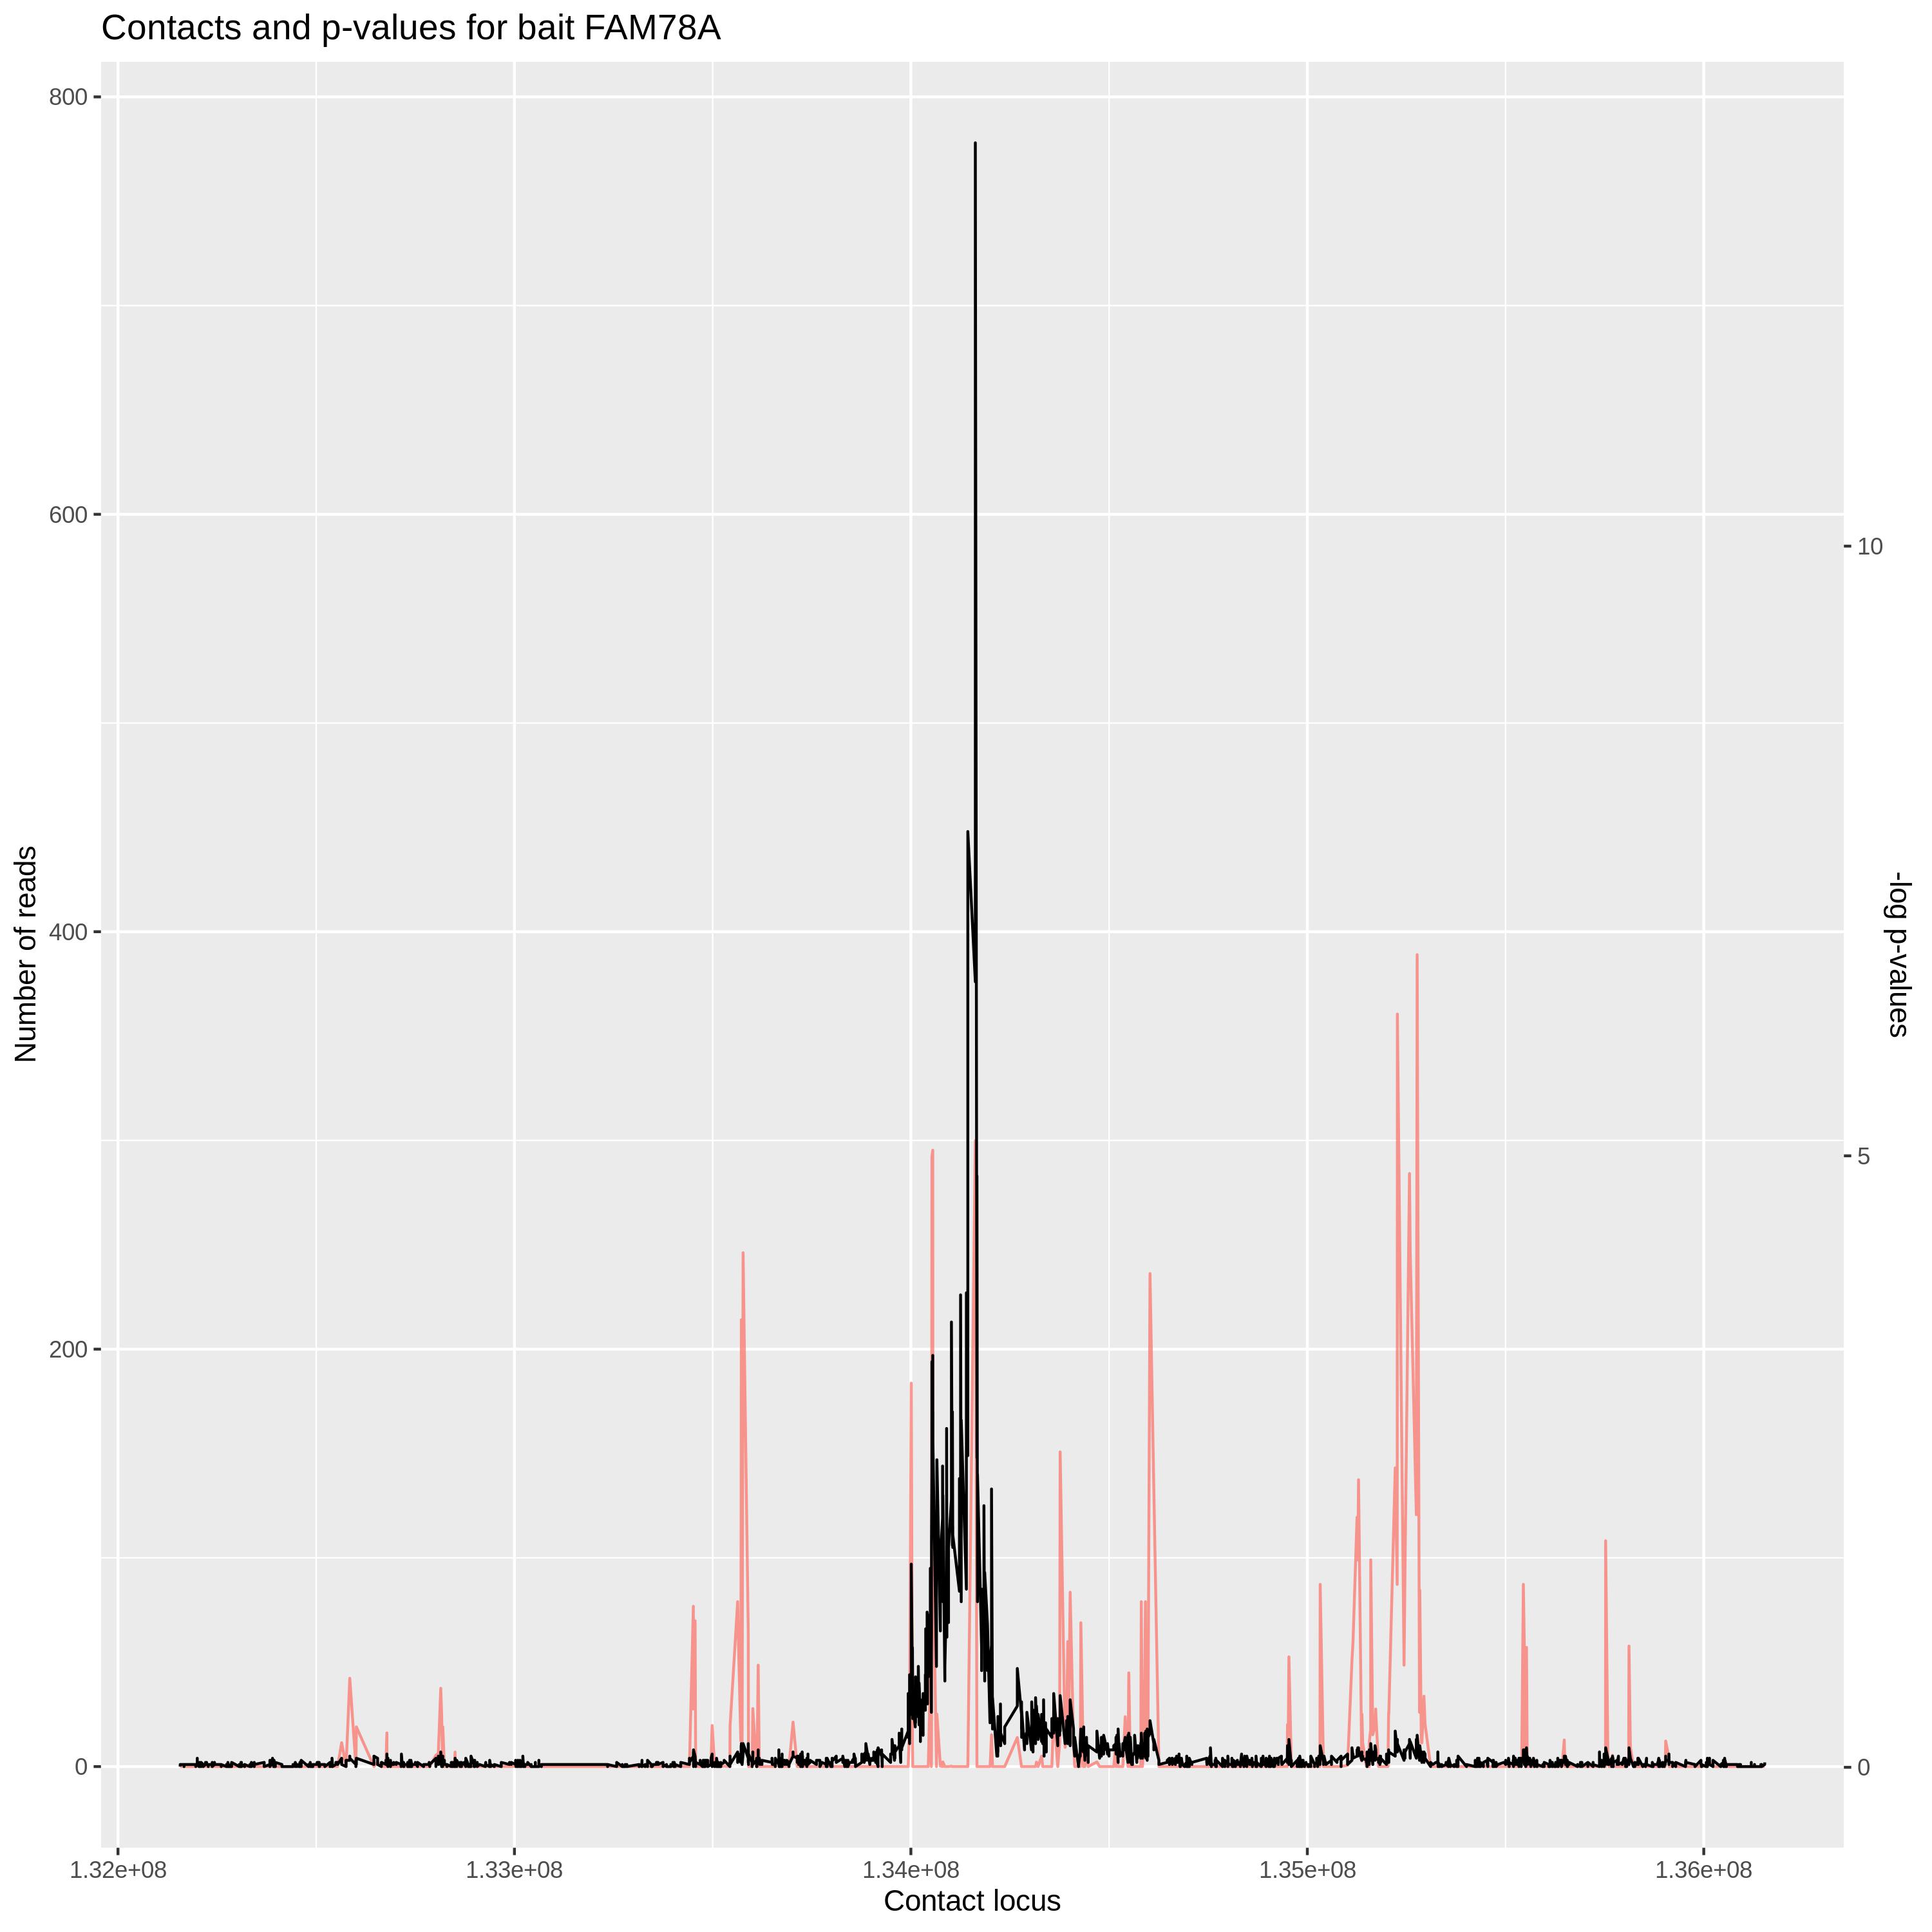 Contacts and p-values for bait FAM78A
800
600
400
200
0
Number of reads
10
5
0
-log p-values
1.32e+08
1.33e+08
1.34e+08
1.35e+08
1.36e+08
Contact locus